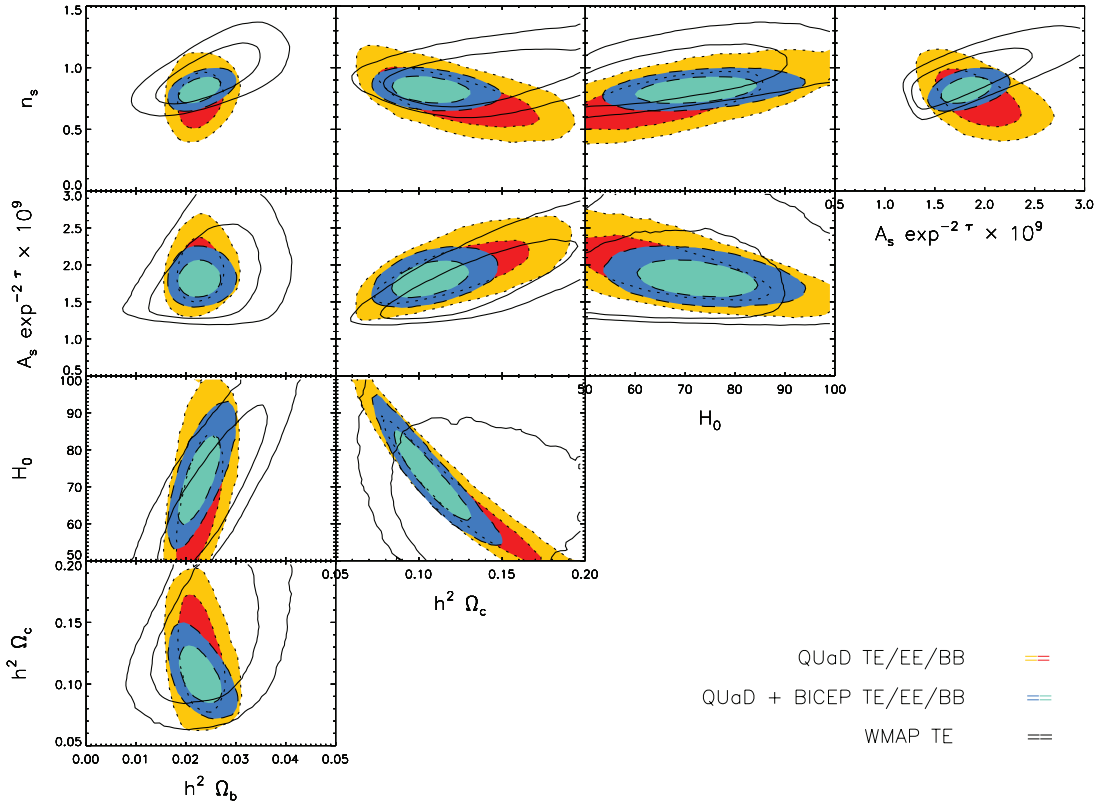 1.5
1.0
0.5
0.0
n_s
3.0
2.5
2.0
1.5
1.0
0.5
A_s exp^{-2 τ} × 10^9
0.5 1.0 1.5 2.0 2.5 3.0
A_s exp^{-2 τ} × 10^9
100
90
80
70
60
50
H_0
50 60 70 80 90 100
H_0
0.20
0.15
0.10
0.05
h^2 Ω_c
0.05 0.10 0.15 0.20
h^2 Ω_c
0.00 0.01 0.02 0.03 0.04 0.05
h^2 Ω_b
QUaD TE/EE/BB
QUaD + BICEP TE/EE/BB
WMAP TE